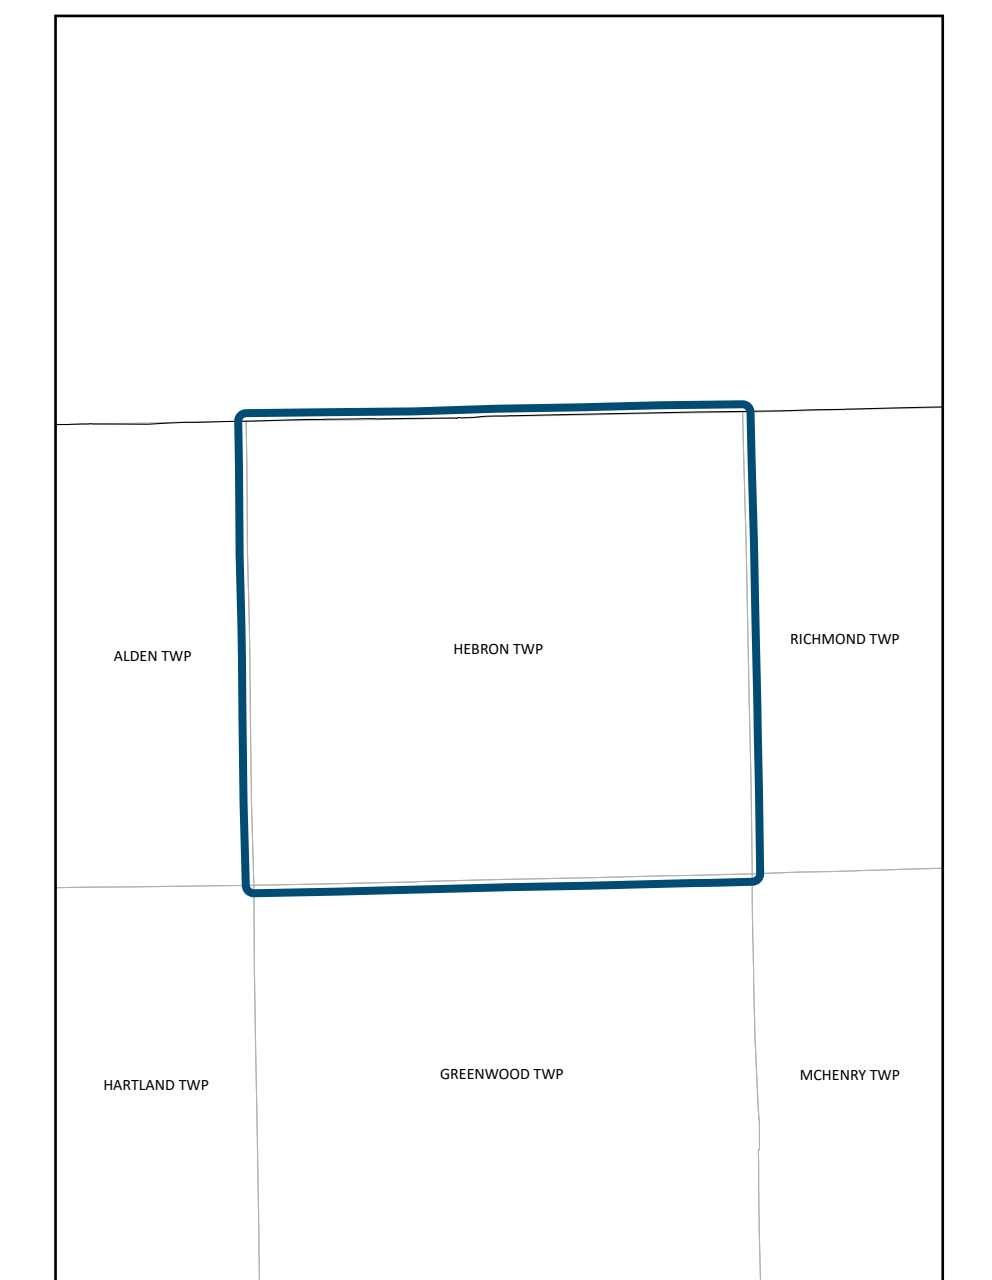 ALDEN TWP
HEBRON TWP
RICHMOND TWP
HARTLAND TWP
GREENWOOD TWP
MCHENRY TWP